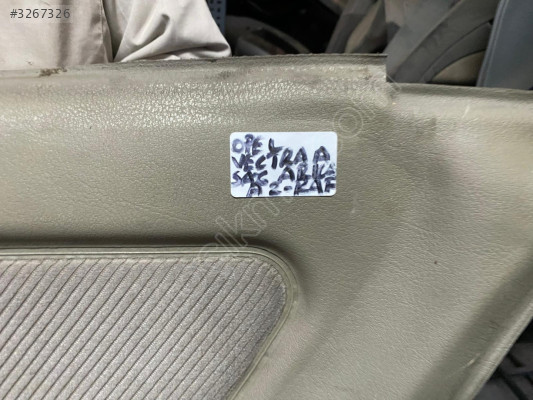 #3267326
OPEL
VECTRA A
SAĞ ARKA
A2-RAF